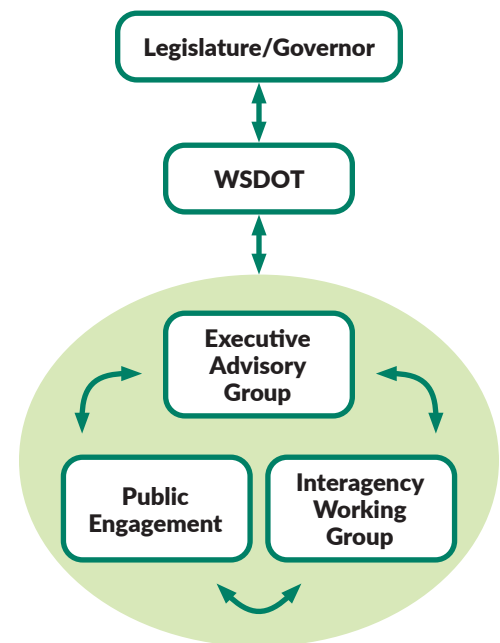 Legislature/Governor
WSDOT
Executive
Advisory
Group
Public
Engagement
Interagency
Working
Group